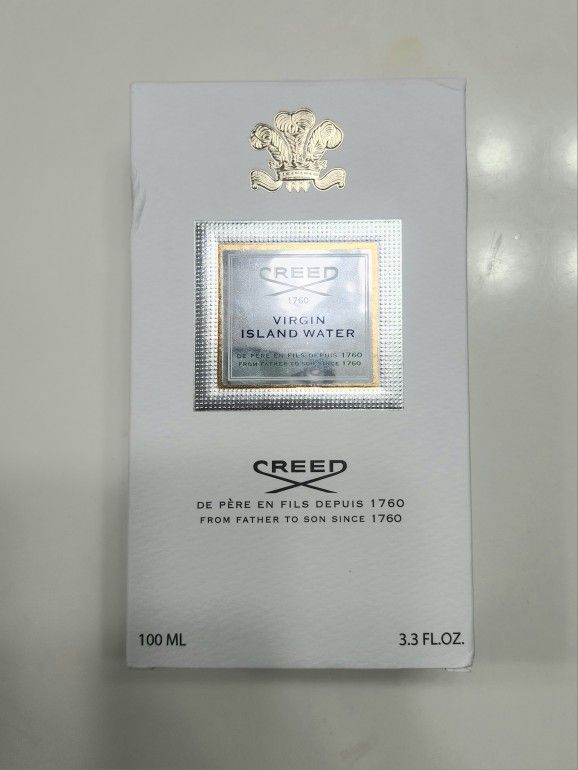 CREED
1760
VIRGIN
ISLAND WATER
DE PÈRE EN FILS DEPUIS 1760
FROM FATHER TO SON SINCE 1760
CREED
DE PÈRE EN FILS DEPUIS 1760
FROM FATHER TO SON SINCE 1760
100 ML
3.3 FL.OZ.